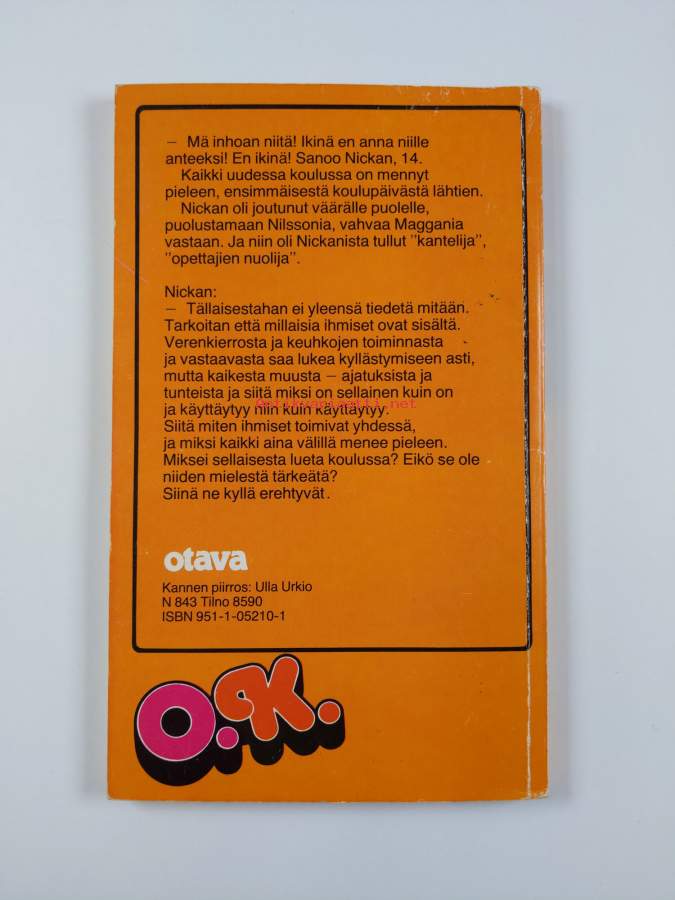 – Mä inhoan niitä! Ikinä en anna niille
anteeksi! En ikinä! Sanoo Nickan, 14.
Kaikki uudessa koulussa on mennyt
pieleen, ensimmäisestä koulupäivästä lähtien.
Nickan oli joutunut väärälle puolelle,
puolustamaan Nilssonia, vahvaa Maggania
vastaan. Ja niin oli Nickanista tullut ”kantelija”,
”opettajien nuolija”.
Nickan:
– Tällaisestahan ei yleensä tiedetä mitään.
Tarkoitan että millaisia ihmiset ovat sisältä.
Verenkierrosta ja keuhkojen toiminnasta
ja vastaavasta saa lukea kyllästymiseen asti,
mutta kaikesta muusta – ajatuksista ja
tunteista ja siitä miksi on sellainen kuin on
ja käyttäytyy niin kuin käyttäytyy.
Siitä miten ihmiset toimivat yhdessä,
ja miksi kaikki aina välillä menee pieleen.
Miksei sellaisesta lueta koulussa? Eikö se ole
niiden mielestä tärkeätä?
Siinä ne kyllä erehtyvät.
otava
Kannen piirros: Ulla Urkio
N 843 Tilno 8590
ISBN 951-1-05210-1
O.K.